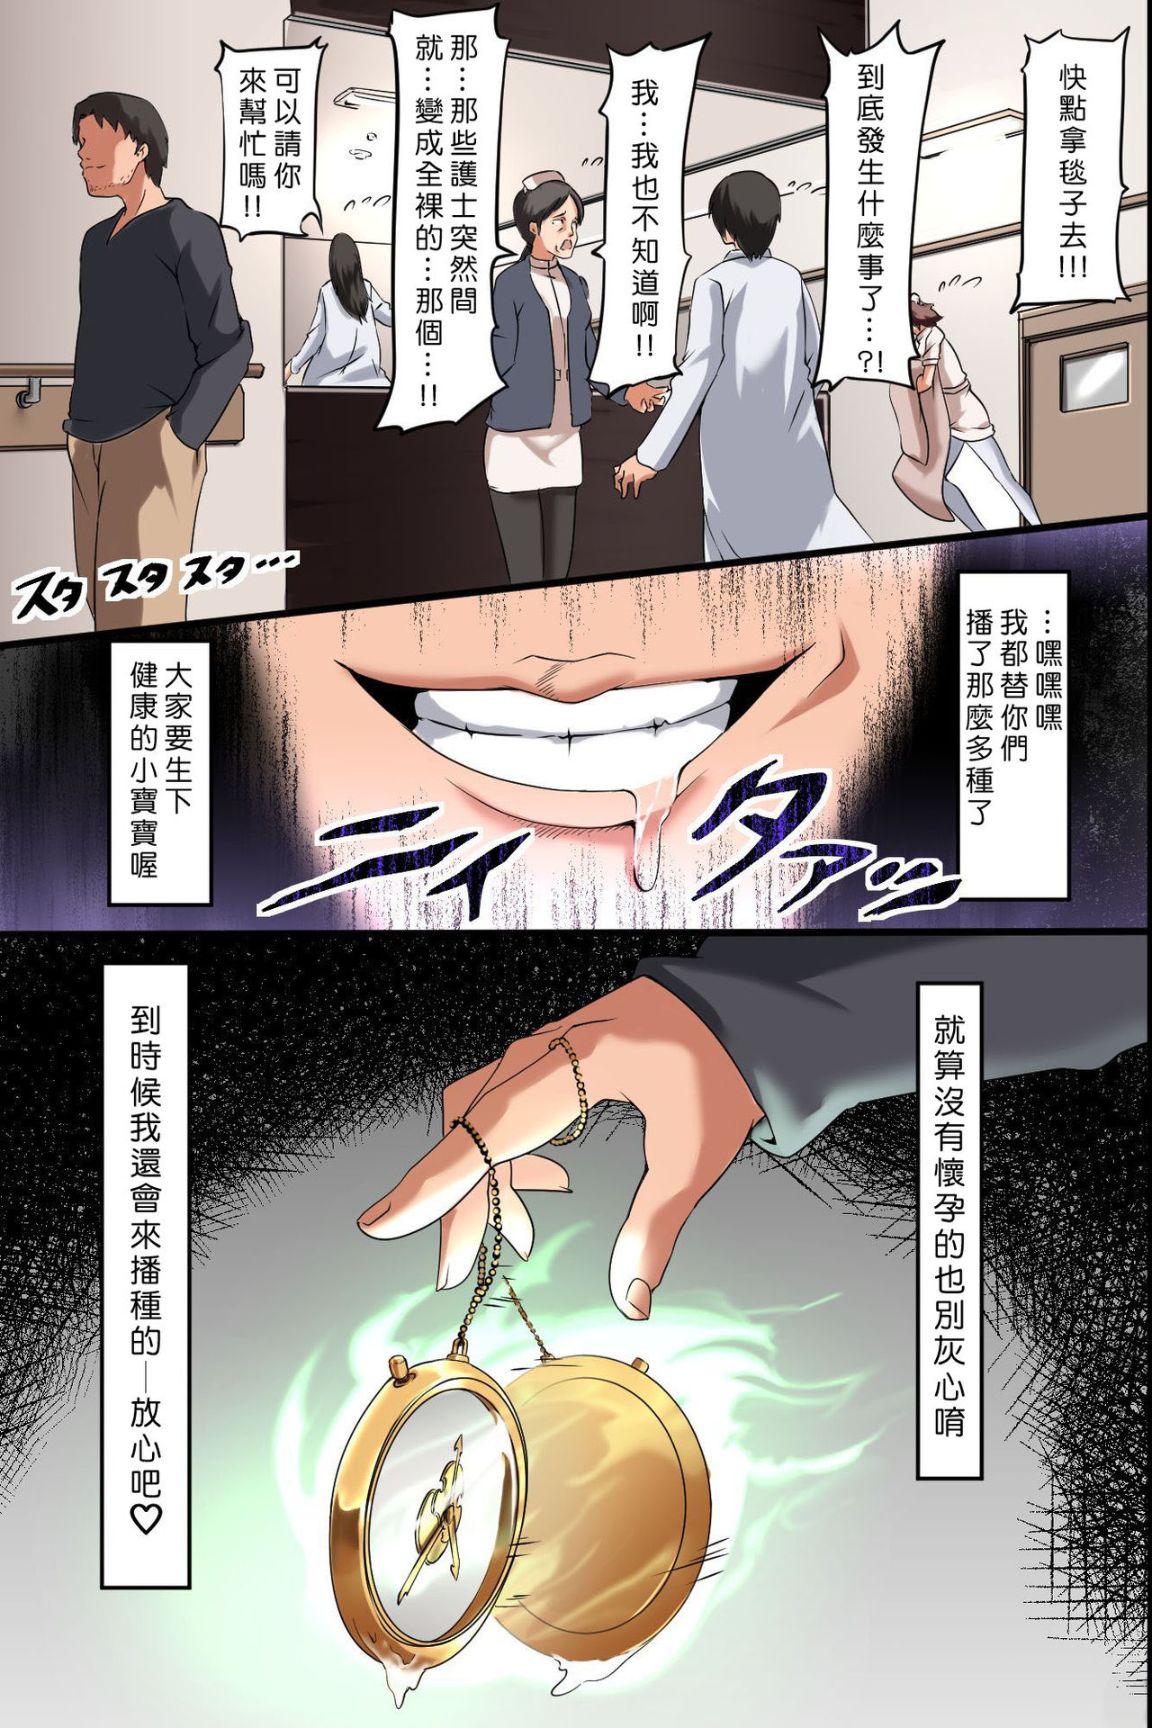 快點拿毯子去!!!
到底發生什麼事了…?!
我…我也不知道啊!!
那…那些護士突然間
就…變成全裸的…那個…!!
可以請你
來幫忙嗎!!
スタスタスタ…
…嘿嘿嘿
我都替你們
播了那麼多種了
ニィタァッ
大家要生下
健康的小寶寶喔
就算沒有懷孕的也別灰心唷
到時候我還會來播種的─放心吧♡